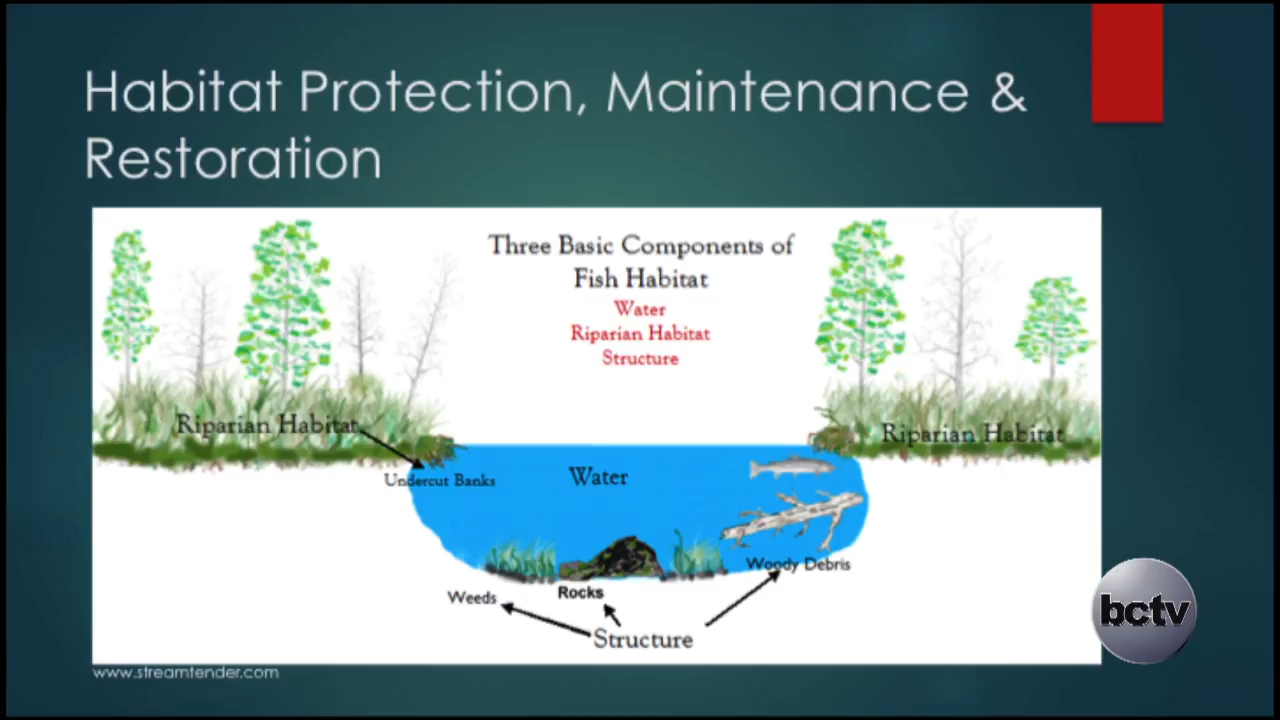 Habitat Protection, Maintenance &
Restoration
Three Basic Components of
Fish Habitat
Water
Riparian Habitat
Structure
Riparian Habitat
Riparian Habitat
Undercut Banks
Water
Woody Debris
Weeds
Rocks
Structure
bctv
www.streamtender.com